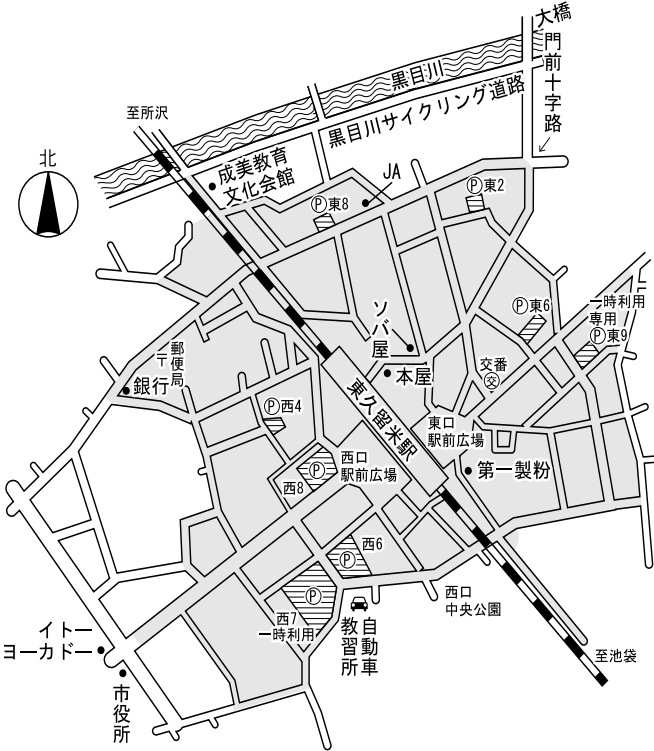 大橋
門前十字路
黒目川
黒目川サイクリング道路
至所沢
北
成美教育
文化会館
JA
Ⓟ東8
Ⓟ東2
Ⓟ東6
一時利用
専用
Ⓟ東9
ソバ屋
本屋
交番
交
〒郵便局
銀行
東久留米駅
Ⓟ西4
東口
駅前広場
西口
駅前広場
第一製粉
Ⓟ
西8
西6
Ⓟ
Ⓟ
西7
一時利用
自動車
教習所
西口
中央公園
イトー
ヨーカドー
市役所
至池袋